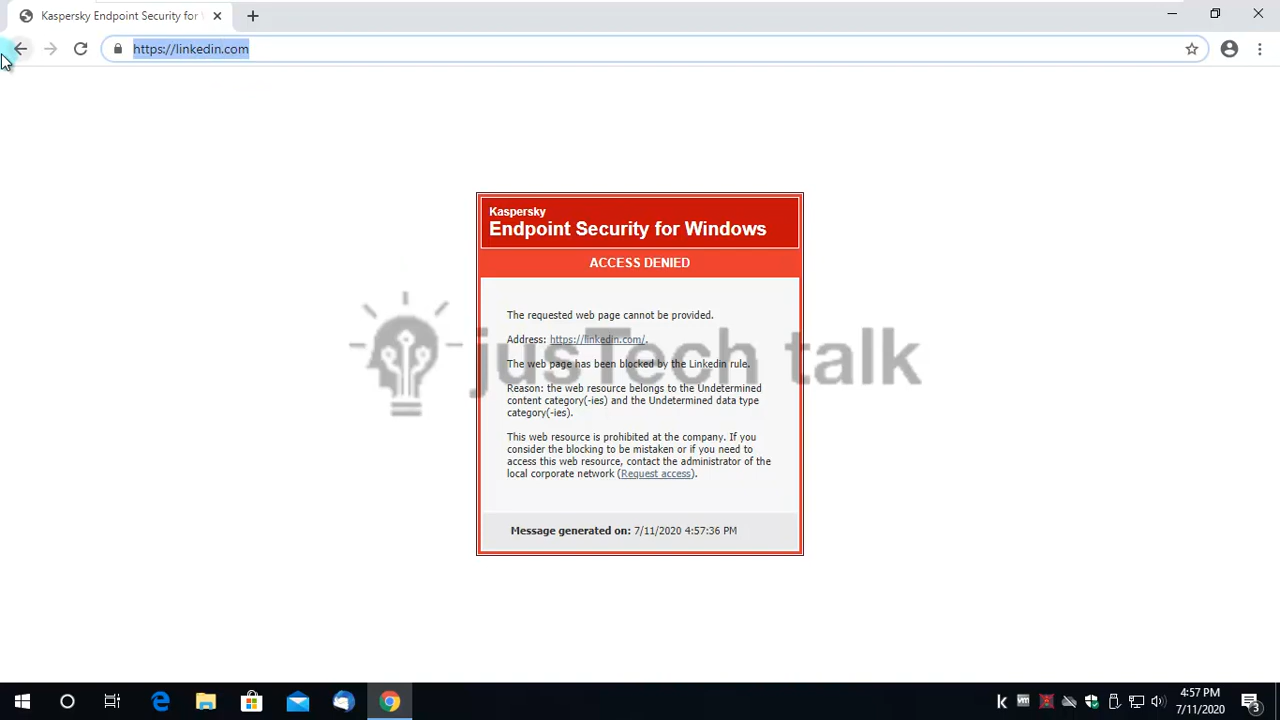 Kaspersky Endpoint Security for
https://linkedin.com
Kaspersky
Endpoint Security for Windows
ACCESS DENIED
The requested web page cannot be provided.
Address: https://linkedin.com/.
The web page has been blocked by the Linkedin rule.
Reason: the web resource belongs to the Undetermined
content category(-ies) and the Undetermined data type
category(-ies).
This web resource is prohibited at the company. If you
consider the blocking to be mistaken or if you need to
access this web resource, contact the administrator of the
local corporate network (Request access).
Message generated on: 7/11/2020 4:57:36 PM
jusTech talk
4:57 PM
7/11/2020
3